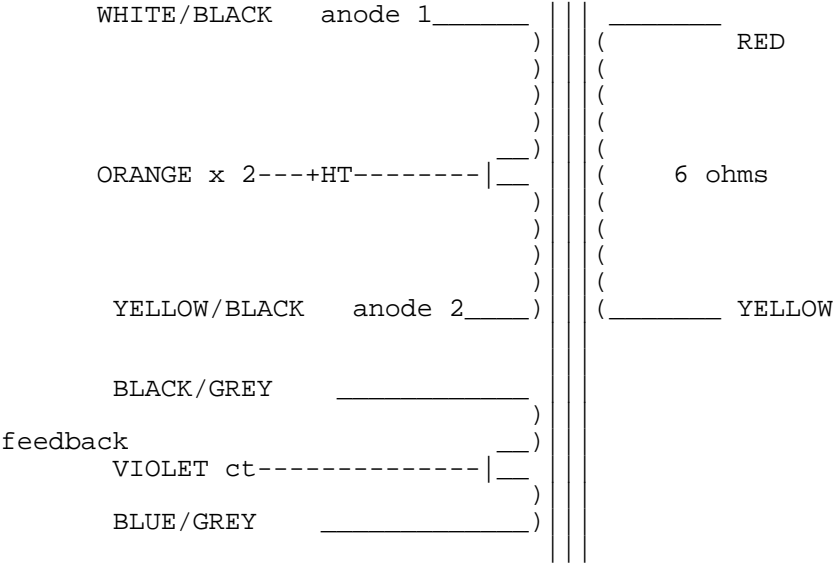 WHITE/BLACK anode 1
RED
ORANGE x 2---+HT--------
6 ohms
YELLOW/BLACK anode 2
YELLOW
BLACK/GREY
feedback
VIOLET ct--------------
BLUE/GREY